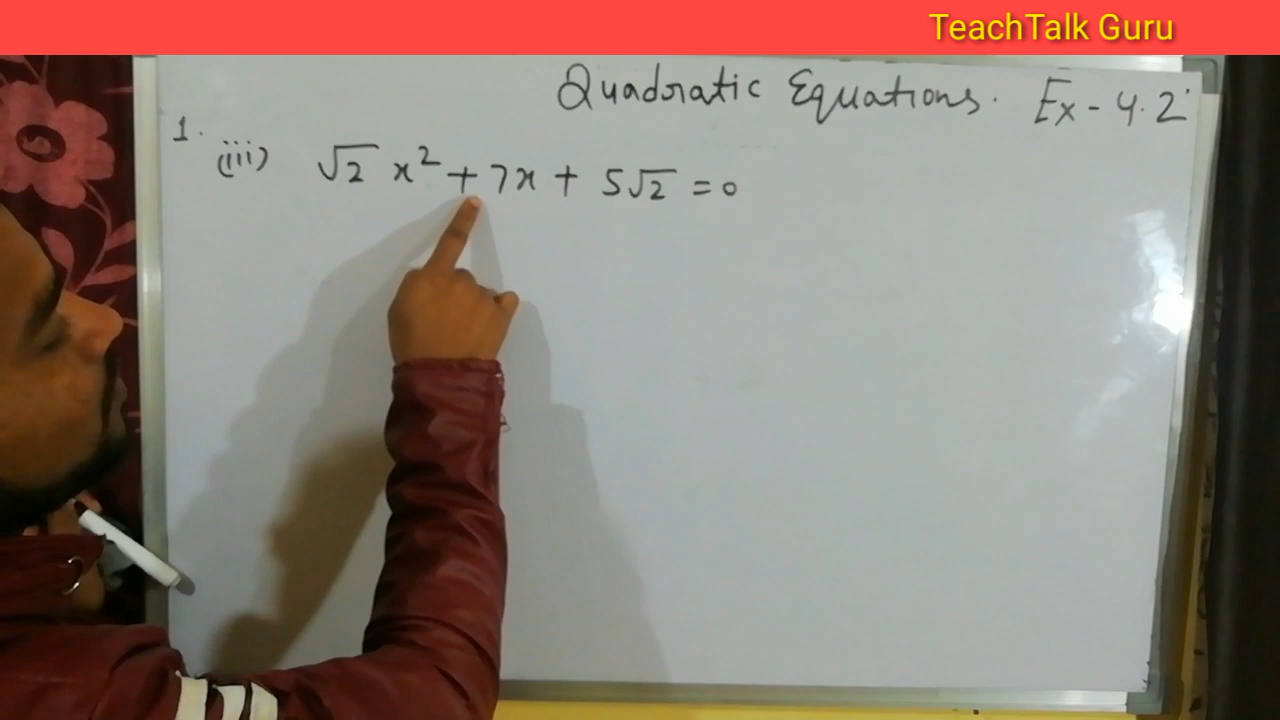 TeachTalk Guru
Quadratic Equations. Ex - 4.2
1.
(iii) √2 x² + 7x + 5√2 = 0